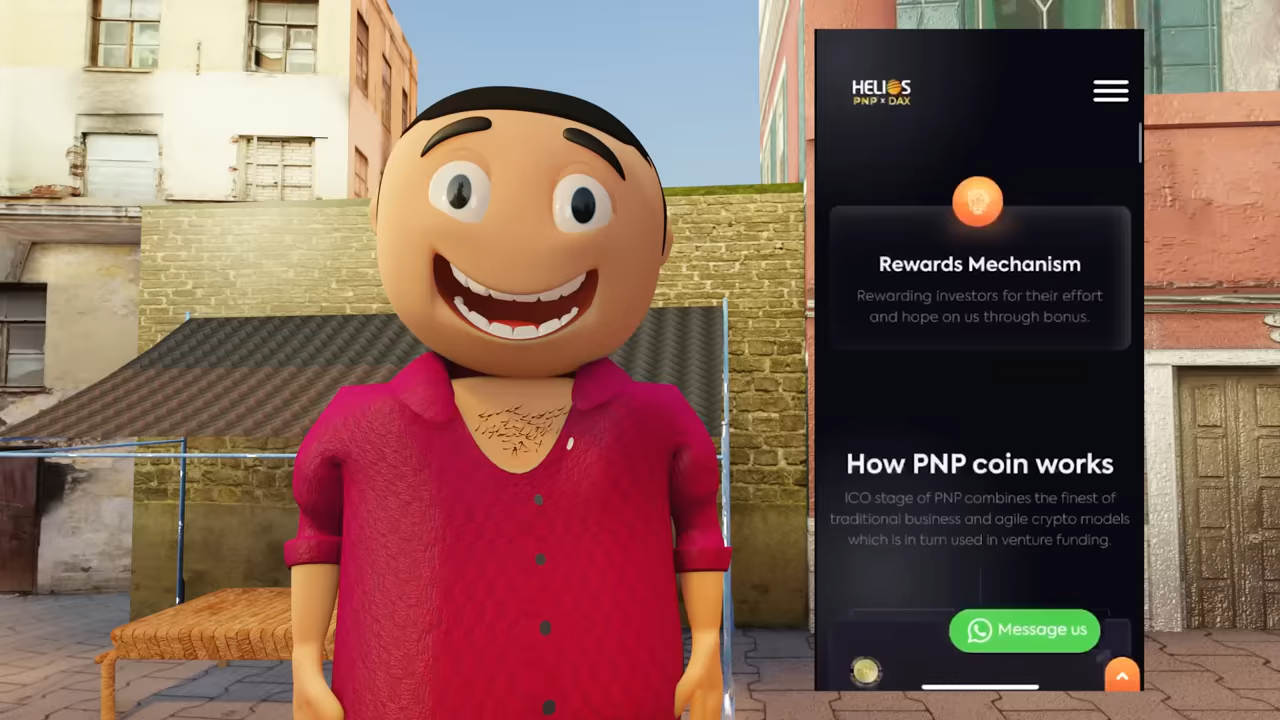 HELIOS
PNP × DAX
Rewards Mechanism
Rewarding investors for their effort
and hope on us through bonus.
How PNP coin works
ICO stage of PNP combines the finest of
traditional business and agile crypto models
which is in turn used in venture funding.
Message us